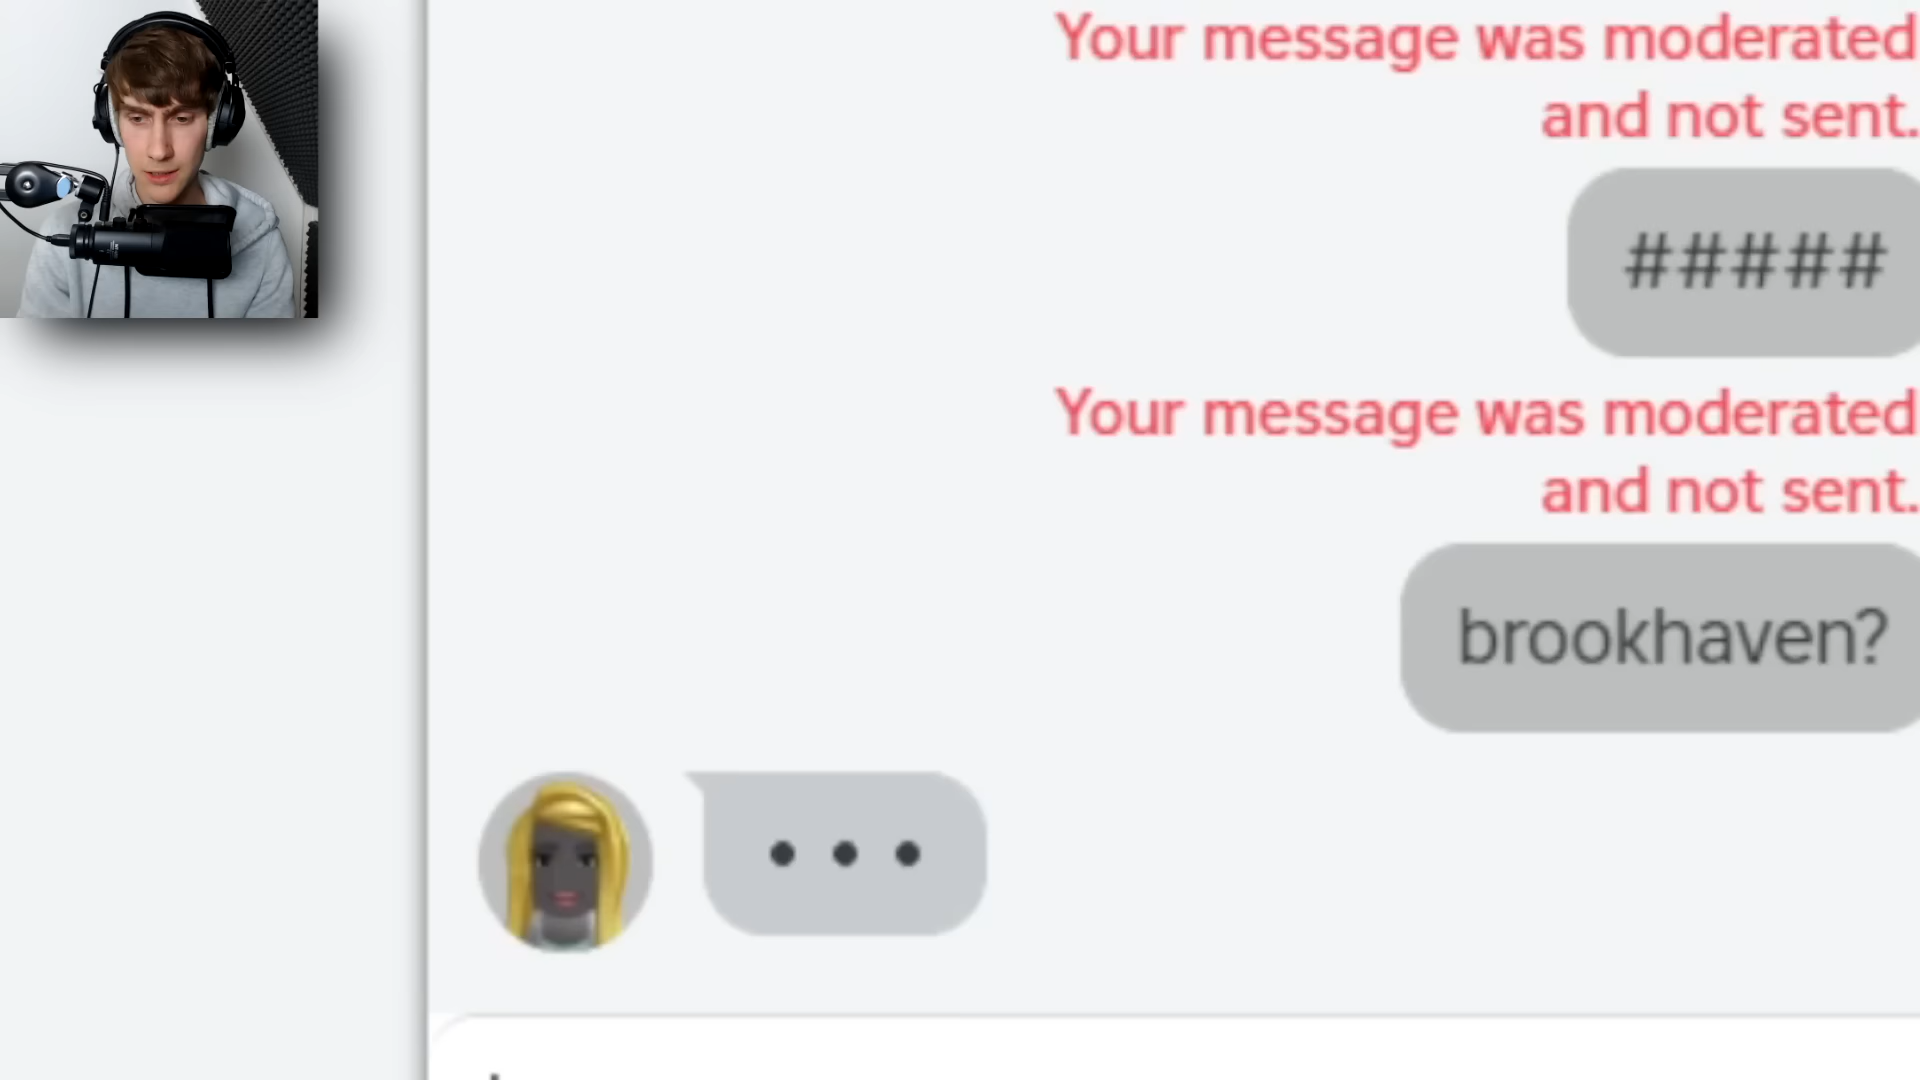 Your message was moderated
and not sent.
#####
Your message was moderated
and not sent.
brookhaven?